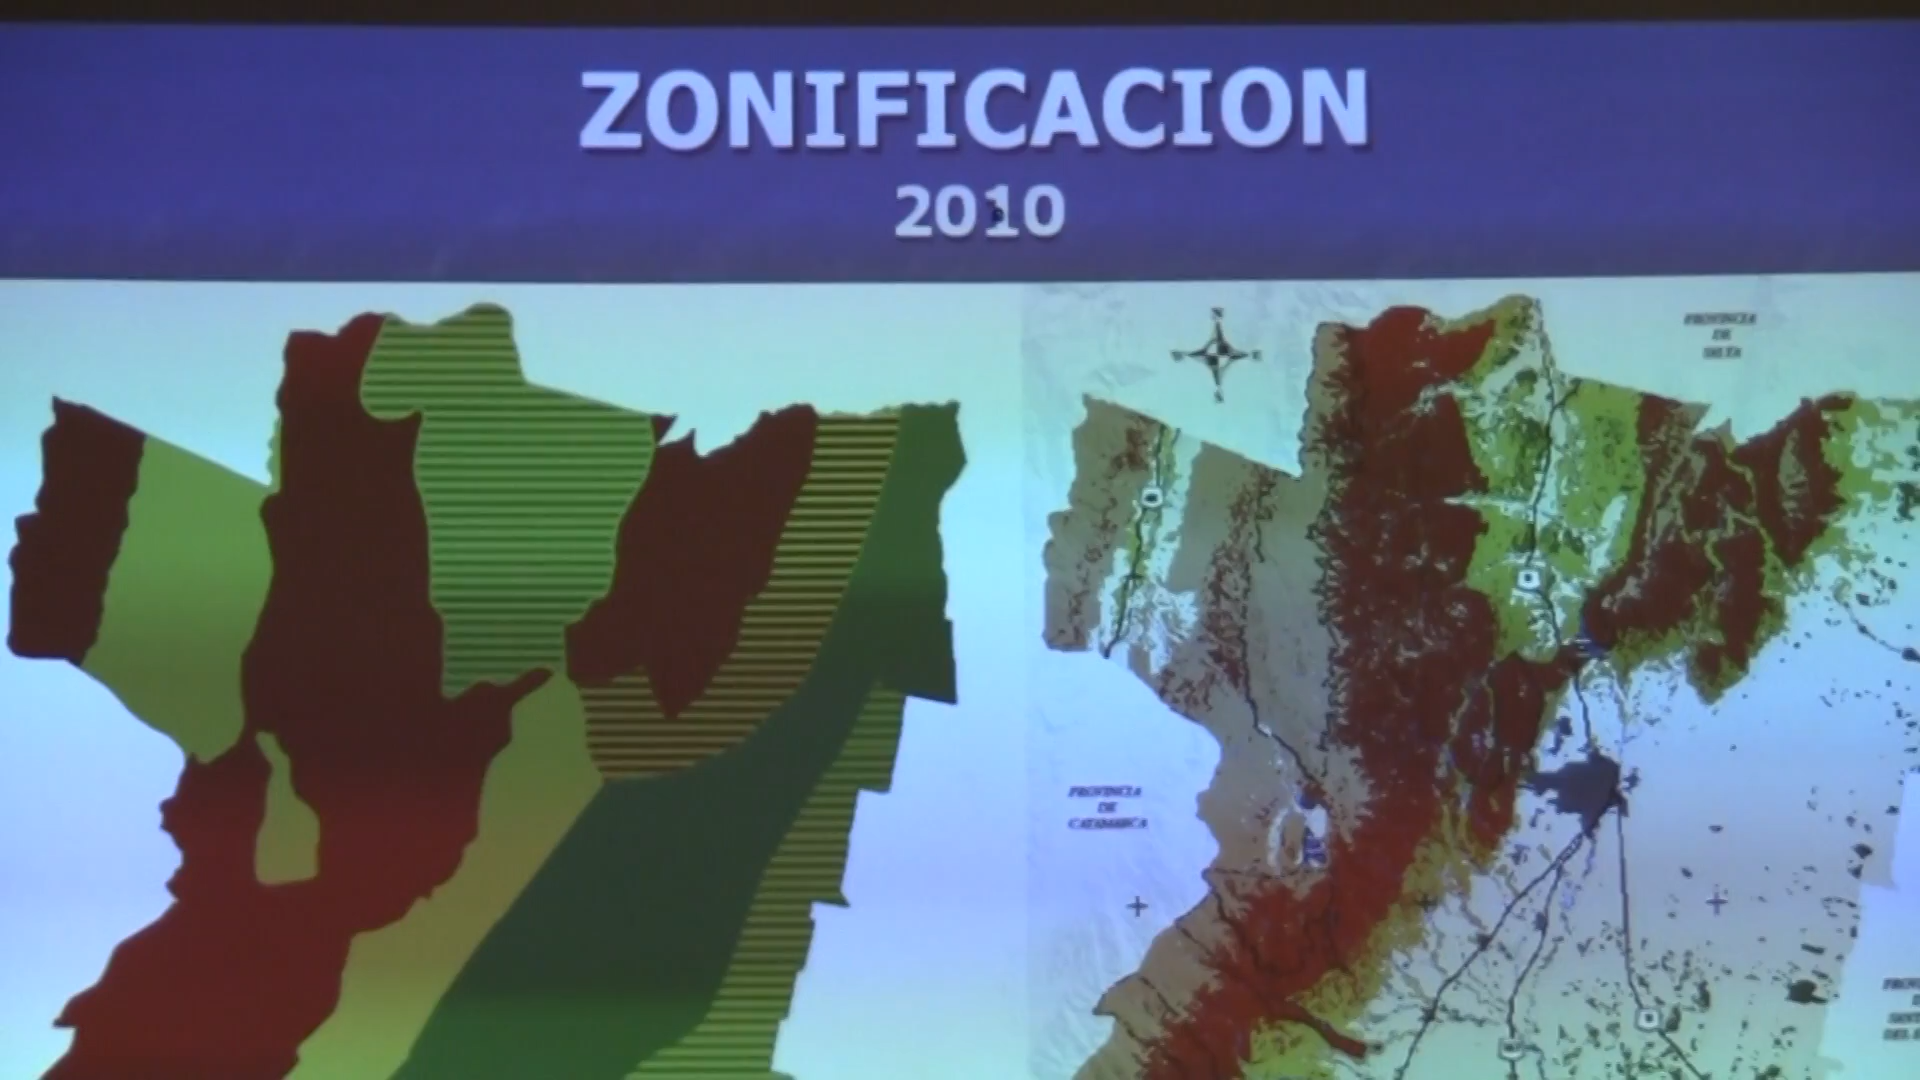 ZONIFICACION
2010
PROVINCIA
DE
SALTA
N
PROVINCIA
DE
CATAMARCA